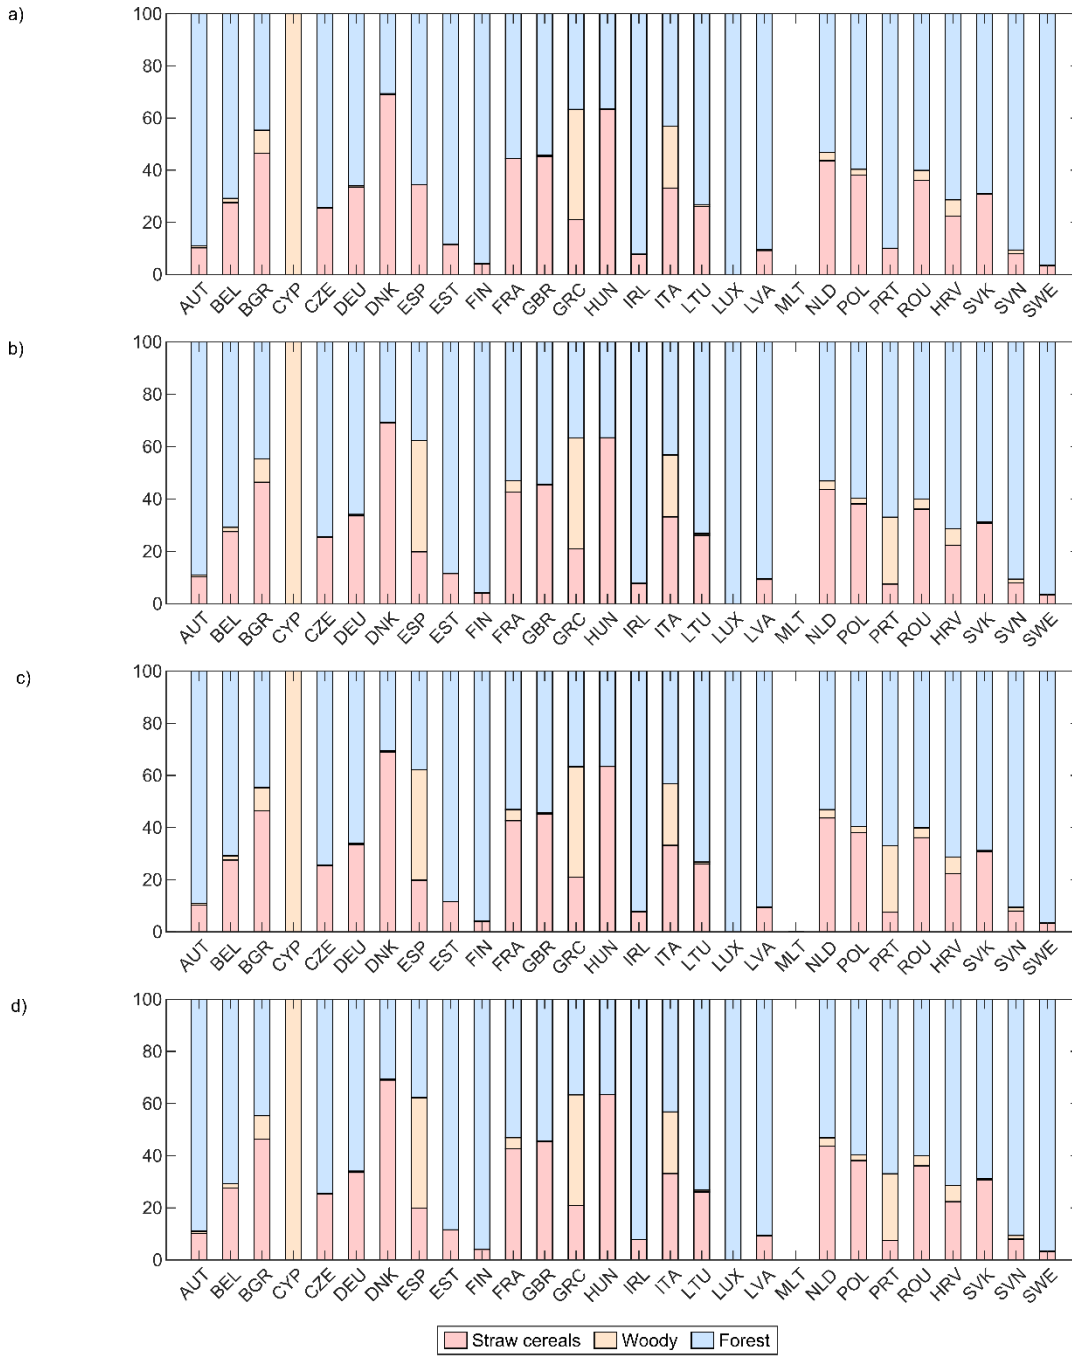 a)
100
80
60
40
20
0
AUT BEL BGR CYP CZE DEU DNK ESP EST FIN FRA GBR GRC HUN IRL ITA LTU LUX LVA MLT NLD POL PRT ROU HRV SVK SVN SWE
b)
100
80
60
40
20
0
AUT BEL BGR CYP CZE DEU DNK ESP EST FIN FRA GBR GRC HUN IRL ITA LTU LUX LVA MLT NLD POL PRT ROU HRV SVK SVN SWE
c)
100
80
60
40
20
0
AUT BEL BGR CYP CZE DEU DNK ESP EST FIN FRA GBR GRC HUN IRL ITA LTU LUX LVA MLT NLD POL PRT ROU HRV SVK SVN SWE
d)
100
80
60
40
20
0
AUT BEL BGR CYP CZE DEU DNK ESP EST FIN FRA GBR GRC HUN IRL ITA LTU LUX LVA MLT NLD POL PRT ROU HRV SVK SVN SWE
Straw cereals Woody Forest